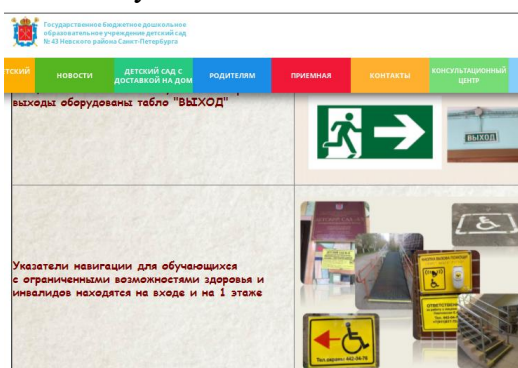 Государственное бюджетное дошкольное
образовательное учреждение детский сад
№ 43 Невского района Санкт-Петербурга
ТСКИЙ
НОВОСТИ
ДЕТСКИЙ САД С
ДОСТАВКОЙ НА ДОМ
РОДИТЕЛЯМ
ПРИЕМНАЯ
КОНТАКТЫ
КОНСУЛЬТАЦИОННЫЙ
ЦЕНТР
выходы оборудованы табло "ВЫХОД"
ВЫХОД
Указатели навигации для обучающихся
с ограниченными возможностями здоровья и
инвалидов находятся на входе и на 1 этаже